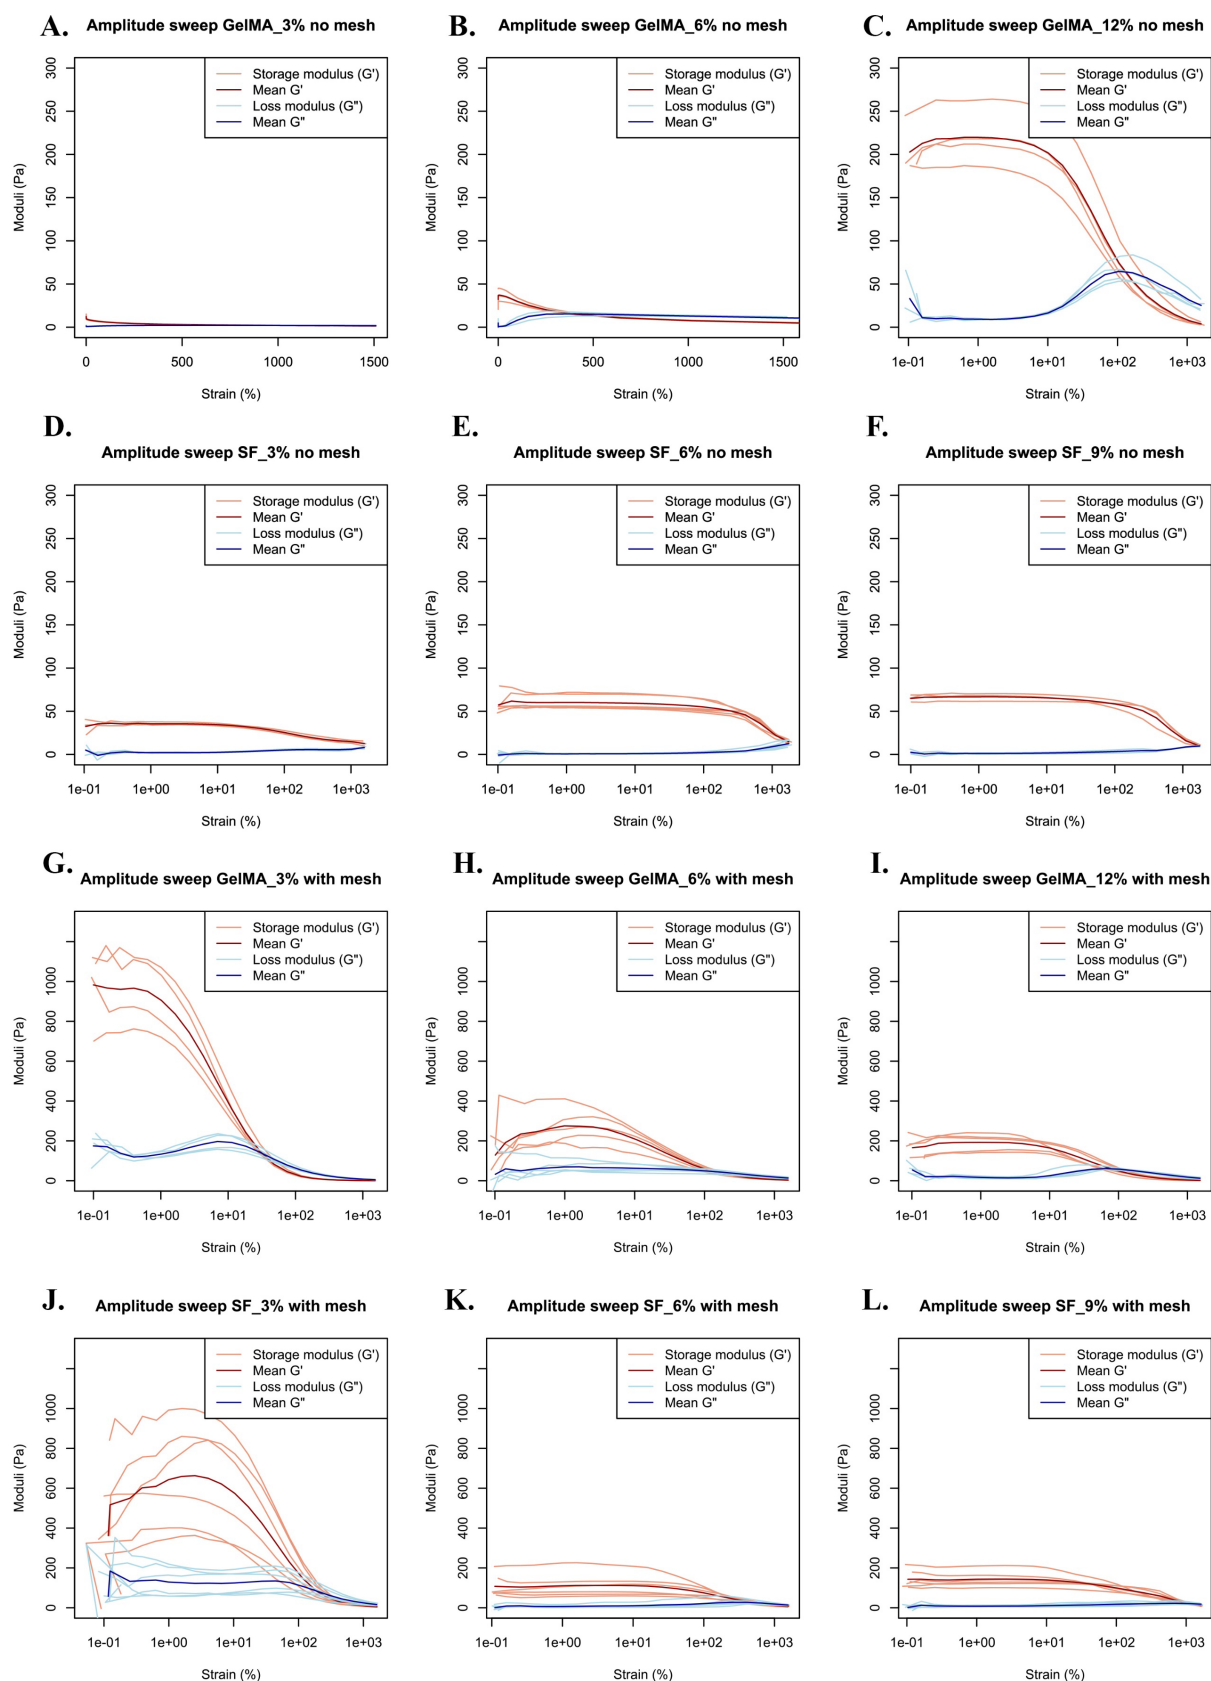 A. Amplitude sweep GelMA_3% no mesh
Storage modulus (G')
Mean G'
Loss modulus (G")
Mean G"
Moduli (Pa)
0 50 100 150 200 250 300
0 500 1000 1500
Strain (%)
B. Amplitude sweep GelMA_6% no mesh
Storage modulus (G')
Mean G'
Loss modulus (G")
Mean G"
Moduli (Pa)
0 50 100 150 200 250 300
0 500 1000 1500
Strain (%)
C. Amplitude sweep GelMA_12% no mesh
Storage modulus (G')
Mean G'
Loss modulus (G")
Mean G"
Moduli (Pa)
0 50 100 150 200 250 300
1e-01 1e+00 1e+01 1e+02 1e+03
Strain (%)
D. Amplitude sweep SF_3% no mesh
Storage modulus (G')
Mean G'
Loss modulus (G")
Mean G"
Moduli (Pa)
0 50 100 150 200 250 300
1e-01 1e+00 1e+01 1e+02 1e+03
Strain (%)
E. Amplitude sweep SF_6% no mesh
Storage modulus (G')
Mean G'
Loss modulus (G")
Mean G"
Moduli (Pa)
0 50 100 150 200 250 300
1e-01 1e+00 1e+01 1e+02 1e+03
Strain (%)
F. Amplitude sweep SF_9% no mesh
Storage modulus (G')
Mean G'
Loss modulus (G")
Mean G"
Moduli (Pa)
0 50 100 150 200 250 300
1e-01 1e+00 1e+01 1e+02 1e+03
Strain (%)
G. Amplitude sweep GelMA_3% with mesh
Storage modulus (G')
Mean G'
Loss modulus (G")
Mean G"
Moduli (Pa)
0 200 400 600 800 1000
1e-01 1e+00 1e+01 1e+02 1e+03
Strain (%)
H. Amplitude sweep GelMA_6% with mesh
Storage modulus (G')
Mean G'
Loss modulus (G")
Mean G"
Moduli (Pa)
0 200 400 600 800 1000
1e-01 1e+00 1e+01 1e+02 1e+03
Strain (%)
I. Amplitude sweep GelMA_12% with mesh
Storage modulus (G')
Mean G'
Loss modulus (G")
Mean G"
Moduli (Pa)
0 200 400 600 800 1000
1e-01 1e+00 1e+01 1e+02 1e+03
Strain (%)
J. Amplitude sweep SF_3% with mesh
Storage modulus (G')
Mean G'
Loss modulus (G")
Mean G"
Moduli (Pa)
0 200 400 600 800 1000
1e-01 1e+00 1e+01 1e+02 1e+03
Strain (%)
K. Amplitude sweep SF_6% with mesh
Storage modulus (G')
Mean G'
Loss modulus (G")
Mean G"
Moduli (Pa)
0 200 400 600 800 1000
1e-01 1e+00 1e+01 1e+02 1e+03
Strain (%)
L. Amplitude sweep SF_9% with mesh
Storage modulus (G')
Mean G'
Loss modulus (G")
Mean G"
Moduli (Pa)
0 200 400 600 800 1000
1e-01 1e+00 1e+01 1e+02 1e+03
Strain (%)